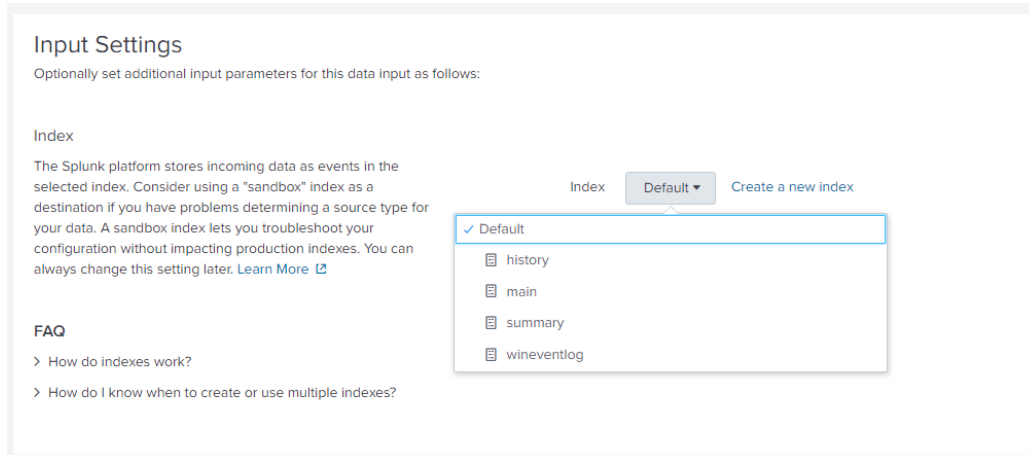 Input Settings
Optionally set additional input parameters for this data input as follows:
Index
The Splunk platform stores incoming data as events in the
selected index. Consider using a "sandbox" index as a
destination if you have problems determining a source type for
your data. A sandbox index lets you troubleshoot your
configuration without impacting production indexes. You can
always change this setting later. Learn More
FAQ
How do indexes work?
How do I know when to create or use multiple indexes?
Index Default Create a new index
Default
history
main
summary
wineventlog